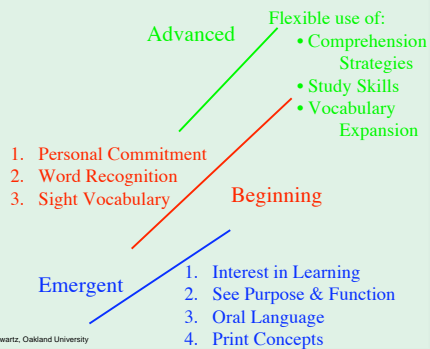 Flexible use of:
Advanced
• Comprehension
Strategies
• Study Skills
• Vocabulary
Expansion
1. Personal Commitment
2. Word Recognition
3. Sight Vocabulary
Beginning
Emergent
1. Interest in Learning
2. See Purpose & Function
3. Oral Language
4. Print Concepts
Oakland University